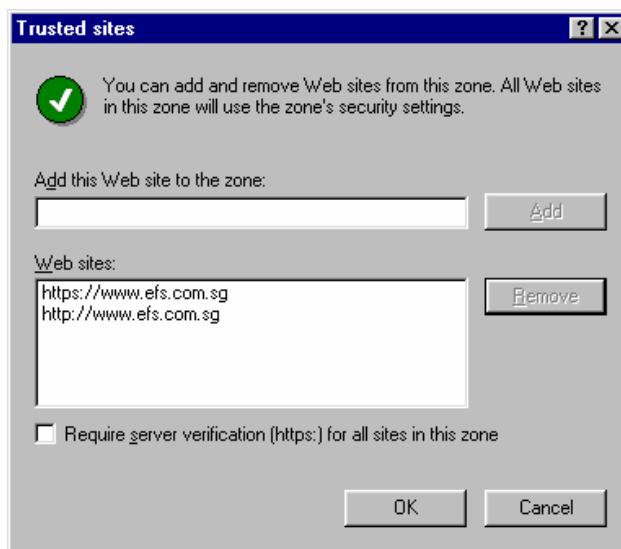 Trusted sites
You can add and remove Web sites from this zone. All Web sites
in this zone will use the zone's security settings.
Add this Web site to the zone:
Add
Web sites:
https://www.efs.com.sg
http://www.efs.com.sg
Remove
Require server verification (https:) for all sites in this zone
OK
Cancel